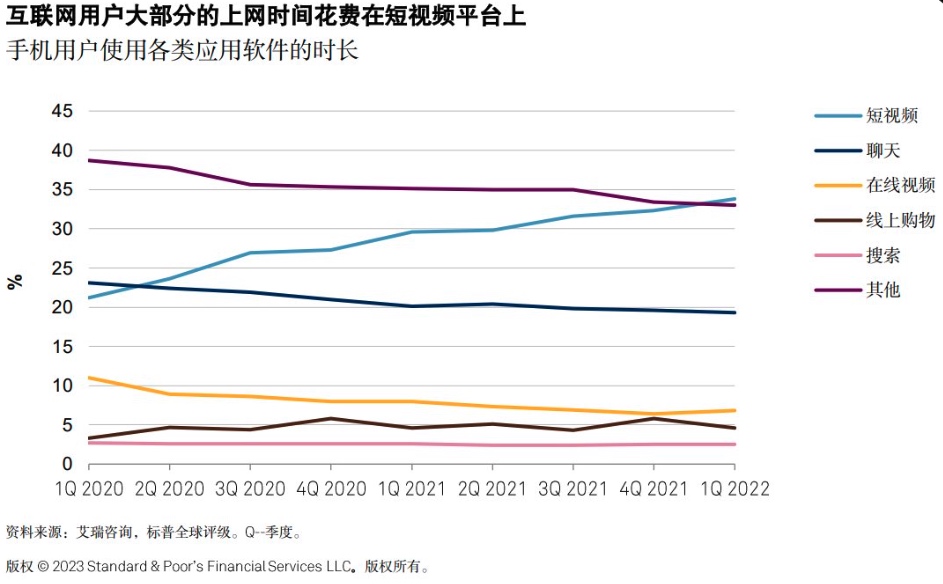 互联网用户大部分的上网时间花费在短视频平台上
手机用户使用各类应用软件的时长
45
40
35
30
25
20
15
10
5
0
%
1Q 2020 2Q 2020 3Q 2020 4Q 2020 1Q 2021 2Q 2021 3Q 2021 4Q 2021 1Q 2022
短视频
聊天
在线视频
线上购物
搜索
其他
资料来源：艾瑞咨询，标普全球评级。Q--季度。
版权 © 2023 Standard & Poor's Financial Services LLC。版权所有。